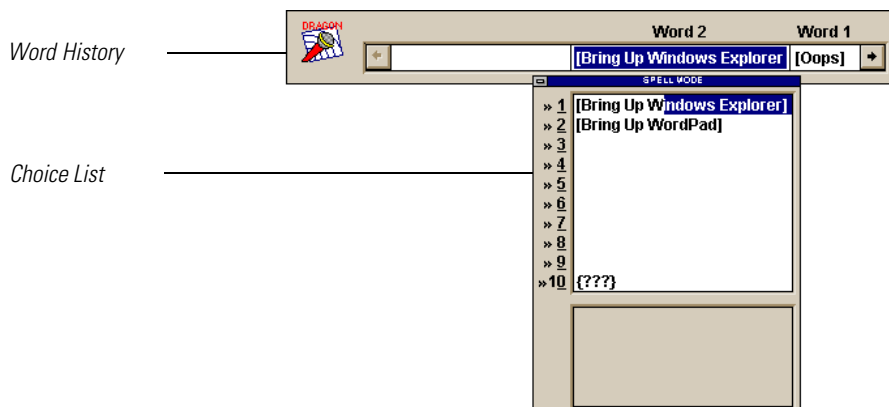 DRAGON
Word 2 Word 1
Word History
[Bring Up Windows Explorer [Oops]
SPELL MODE
» 1 [Bring Up Windows Explorer]
» 2 [Bring Up WordPad]
» 3
» 4
Choice List
» 5
» 6
» 7
» 8
» 9
»10 {???}